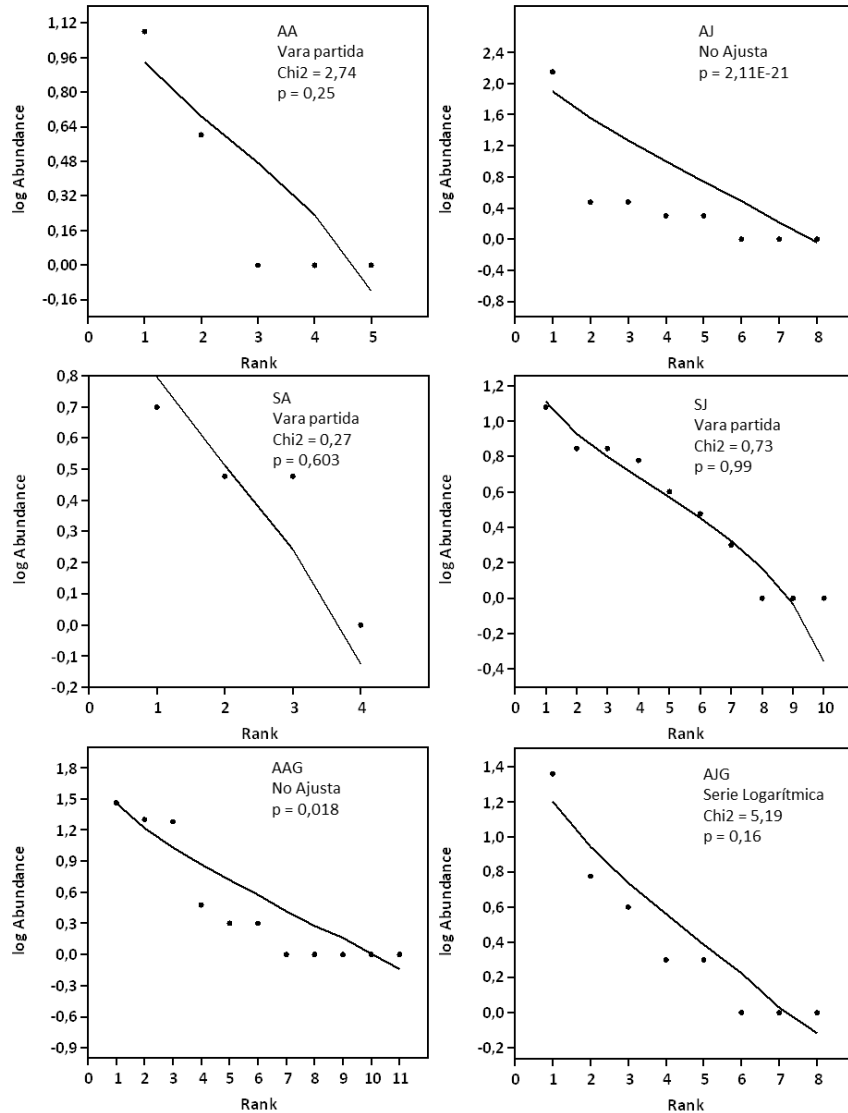 AA
Vara partida
Chi2 = 2,74
p = 0,25
log Abundance
1,12
0,96
0,80
0,64
0,48
0,32
0,16
0,00
-0,16
0 1 2 3 4 5
Rank
AJ
No Ajusta
p = 2,11E-21
log Abundance
2,4
2,0
1,6
1,2
0,8
0,4
0,0
-0,4
-0,8
0 1 2 3 4 5 6 7 8
Rank
SA
Vara partida
Chi2 = 0,27
p = 0,603
log Abundance
0,8
0,7
0,6
0,5
0,4
0,3
0,2
0,1
0,0
-0,1
-0,2
0 1 2 3 4
Rank
SJ
Vara partida
Chi2 = 0,73
p = 0,99
log Abundance
1,2
1,0
0,8
0,6
0,4
0,2
0,0
-0,2
-0,4
0 1 2 3 4 5 6 7 8 9 10
Rank
AAG
No Ajusta
p = 0,018
log Abundance
1,8
1,5
1,2
0,9
0,6
0,3
0,0
-0,3
-0,6
-0,9
0 1 2 3 4 5 6 7 8 9 10 11
Rank
AJG
Serie Logarítmica
Chi2 = 5,19
p = 0,16
log Abundance
1,4
1,2
1,0
0,8
0,6
0,4
0,2
0,0
-0,2
0 1 2 3 4 5 6 7 8
Rank